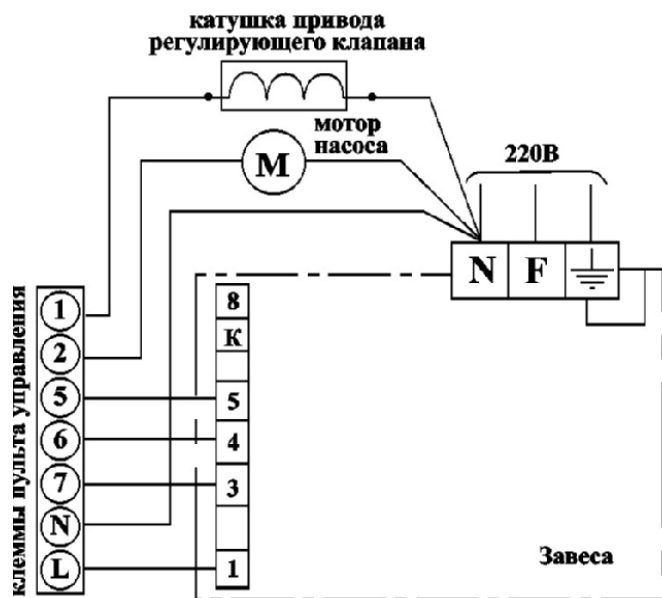 катушка привода
регулирующего клапана
мотор
насоса
М
220В
N F
клеммы пульта управления
1
2
5
6
7
N
L
8
К
5
4
3
1
Завеса